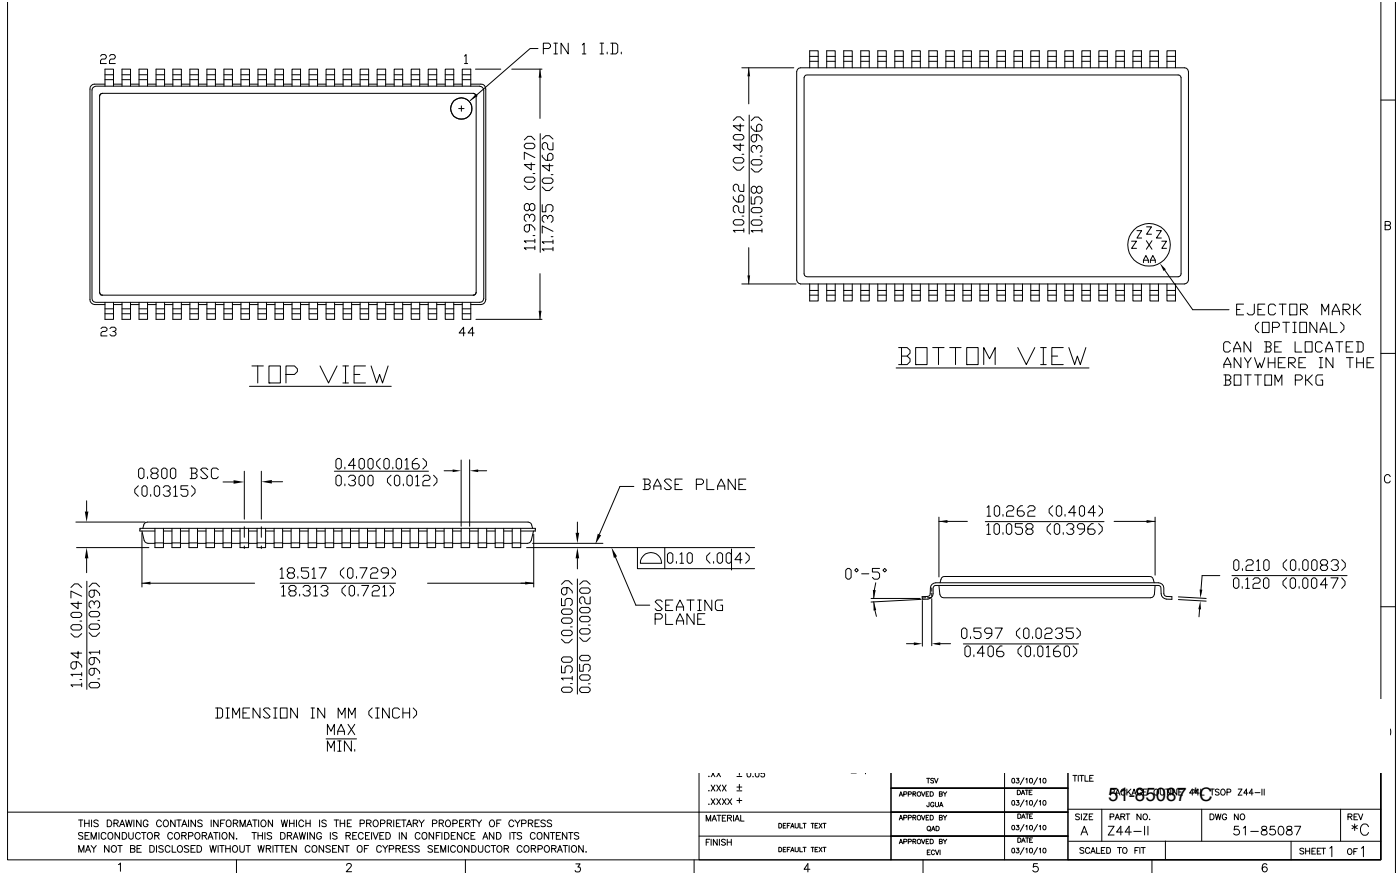 22
1
PIN 1 I.D.
11.938 (0.470)
11.735 (0.462)
23
44
TOP VIEW
10.262 (0.404)
10.058 (0.396)
Z Z Z
Z X Z
AA
EJECTOR MARK
(OPTIONAL)
CAN BE LOCATED
ANYWHERE IN THE
BOTTOM PKG
BOTTOM VIEW
B
C
0.800 BSC
(0.0315)
0.400(0.016)
0.300 (0.012)
BASE PLANE
0.10 (.004)
SEATING
PLANE
18.517 (0.729)
18.313 (0.721)
1.194 (0.047)
0.991 (0.039)
0.150 (0.0059)
0.050 (0.0020)
10.262 (0.404)
10.058 (0.396)
0°-5°
0.210 (0.0083)
0.120 (0.0047)
0.597 (0.0235)
0.406 (0.0160)
DIMENSION IN MM (INCH)
MAX
MIN.
THIS DRAWING CONTAINS INFORMATION WHICH IS THE PROPRIETARY PROPERTY OF CYPRESS
SEMICONDUCTOR CORPORATION. THIS DRAWING IS RECEIVED IN CONFIDENCE AND ITS CONTENTS
MAY NOT BE DISCLOSED WITHOUT WRITTEN CONSENT OF CYPRESS SEMICONDUCTOR CORPORATION.
.XX ± 0.05
.XXX ±
.XXXX +
MATERIAL
DEFAULT TEXT
FINISH
DEFAULT TEXT
TSV
03/10/10
APPROVED BY
JQUA
DATE
03/10/10
APPROVED BY
QAD
DATE
03/10/10
APPROVED BY
ECVI
DATE
03/10/10
TITLE
51-85087 *C
44L TSOP Z44-II
SIZE
A
PART NO.
Z44-II
DWG NO
51-85087
REV
*C
SCALED TO FIT
SHEET 1 OF 1
1
2
3
4
5
6